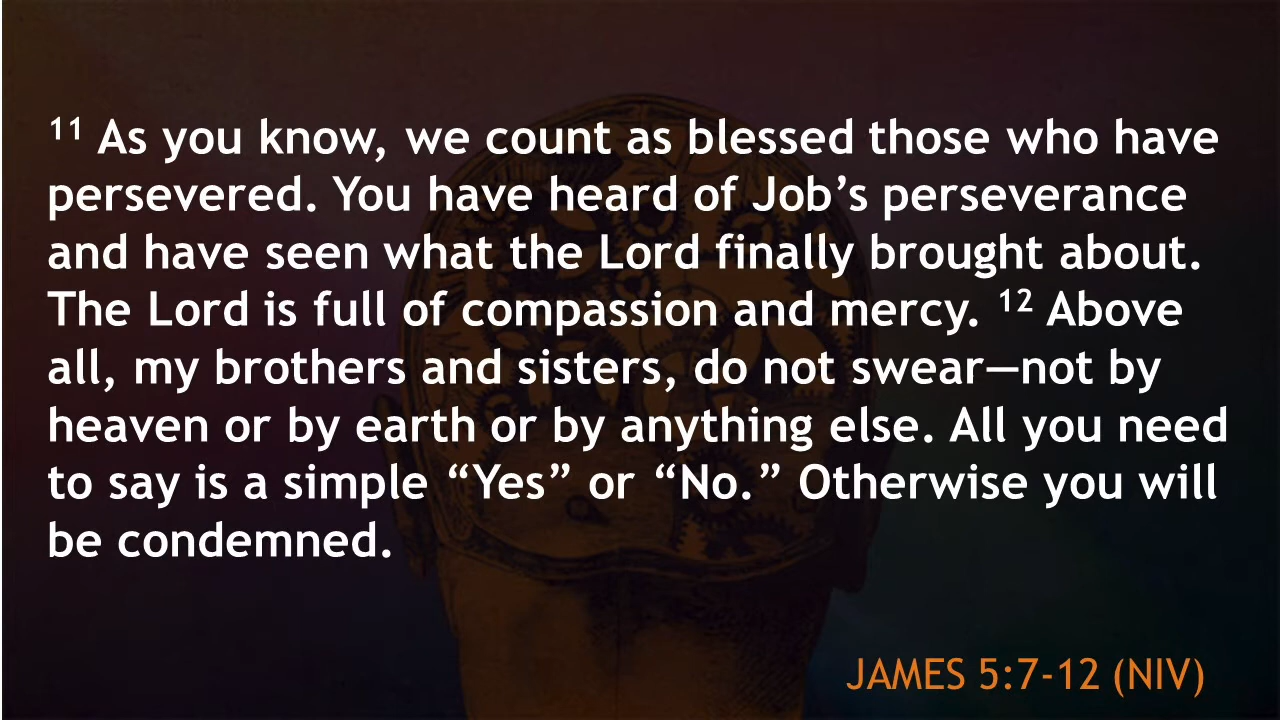 ¹¹ As you know, we count as blessed those who have
persevered. You have heard of Job’s perseverance
and have seen what the Lord finally brought about.
The Lord is full of compassion and mercy. ¹² Above
all, my brothers and sisters, do not swear—not by
heaven or by earth or by anything else. All you need
to say is a simple “Yes” or “No.” Otherwise you will
be condemned.
JAMES 5:7-12 (NIV)